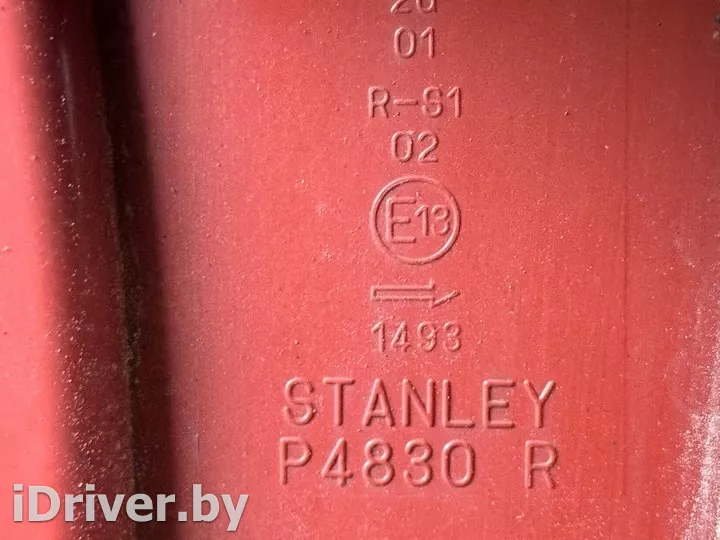 01
R-S1
02
E13
1493
STANLEY
P4830 R
iDriver.by